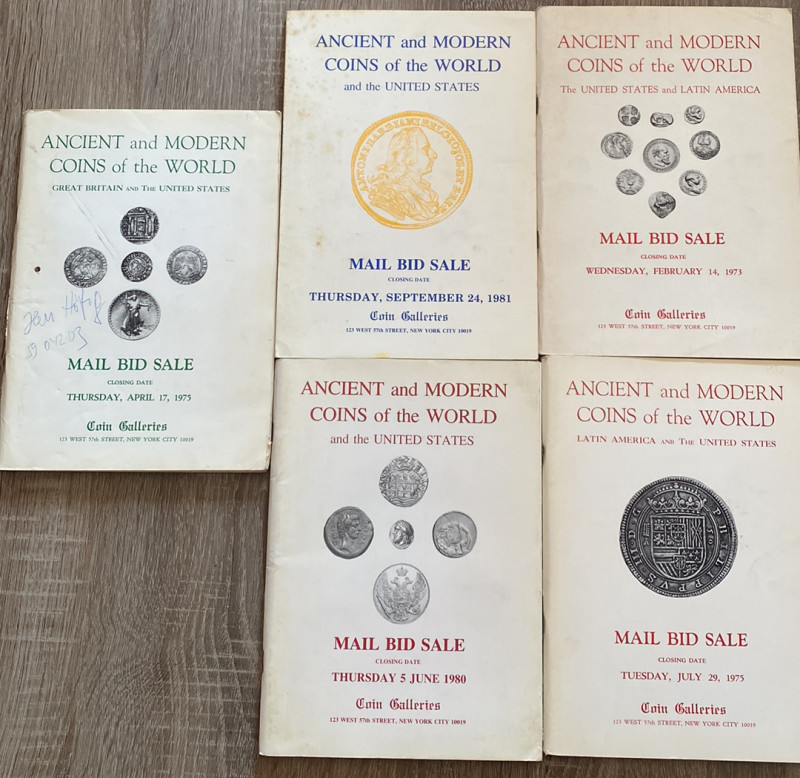 ANCIENT and MODERN
COINS of the WORLD
GREAT BRITAIN AND THE UNITED STATES
MAIL BID SALE
CLOSING DATE
THURSDAY, APRIL 17, 1975
Coin Galleries
123 WEST 57th STREET, NEW YORK CITY 10019
ANCIENT and MODERN
COINS of the WORLD
and the UNITED STATES
MAIL BID SALE
CLOSING DATE
THURSDAY, SEPTEMBER 24, 1981
Coin Galleries
123 WEST 57th STREET, NEW YORK CITY 10019
ANCIENT and MODERN
COINS of the WORLD
The UNITED STATES and LATIN AMERICA
MAIL BID SALE
CLOSING DATE
WEDNESDAY, FEBRUARY 14, 1973
Coin Galleries
123 WEST 57th STREET, NEW YORK CITY 10019
ANCIENT and MODERN
COINS of the WORLD
and the UNITED STATES
MAIL BID SALE
CLOSING DATE
THURSDAY 5 JUNE 1980
Coin Galleries
123 WEST 57th STREET, NEW YORK CITY 10019
ANCIENT and MODERN
COINS of the WORLD
LATIN AMERICA AND THE UNITED STATES
MAIL BID SALE
CLOSING DATE
TUESDAY, JULY 29, 1975
Coin Galleries
123 WEST 57th STREET, NEW YORK CITY 10019